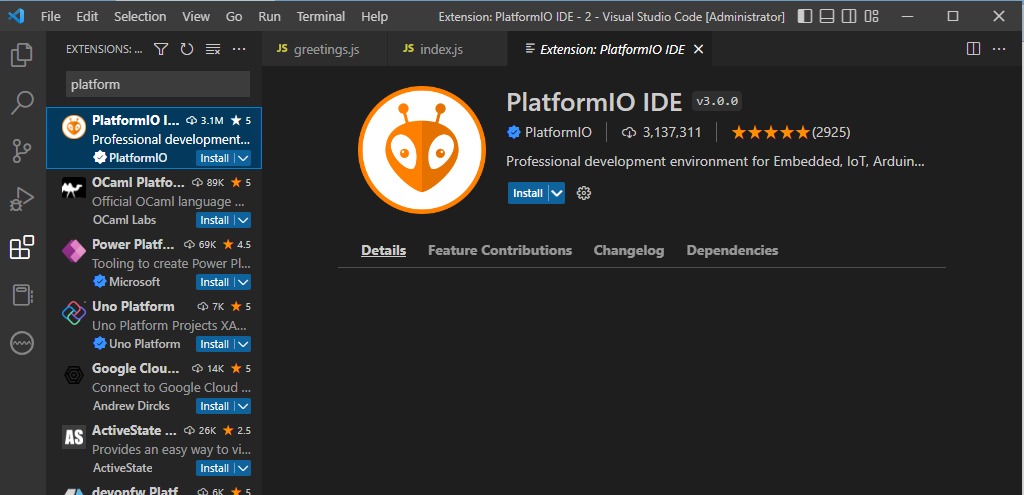 File Edit Selection View Go Run Terminal Help Extension: PlatformIO IDE - 2 - Visual Studio Code [Administrator]
EXTENSIONS: ...
JS greetings.js JS index.js Extension: PlatformIO IDE
platform
PlatformIO I... 3.1M 5
Professional development...
PlatformIO Install
OCaml Platfo... 89K 5
Official OCaml language ...
OCaml Labs Install
Power Platf... 69K 4.5
Tooling to create Power Pl...
Microsoft Install
Uno Platform 7K 5
Uno Platform Projects XA...
Uno Platform Install
Google Clou... 14K 5
Connect to Google Cloud ...
Andrew Dircks Install
AS ActiveState ... 26K 2.5
Provides an easy way to vi...
ActiveState Install
devonfw Platf... 6K 5
PlatformIO IDE v3.0.0
PlatformIO 3,137,311 (2925)
Professional development environment for Embedded, IoT, Arduin...
Install
Details Feature Contributions Changelog Dependencies